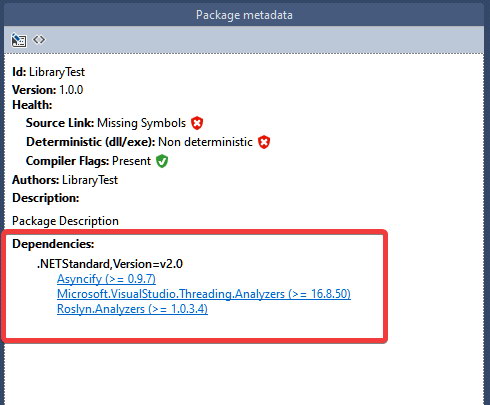 Package metadata
Id: LibraryTest
Version: 1.0.0
Health:
Source Link: Missing Symbols
Deterministic (dll/exe): Non deterministic
Compiler Flags: Present
Authors: LibraryTest
Description:
Package Description
Dependencies:
.NETStandard,Version=v2.0
Asyncify (>= 0.9.7)
Microsoft.VisualStudio.Threading.Analyzers (>= 16.8.50)
Roslyn.Analyzers (>= 1.0.3.4)